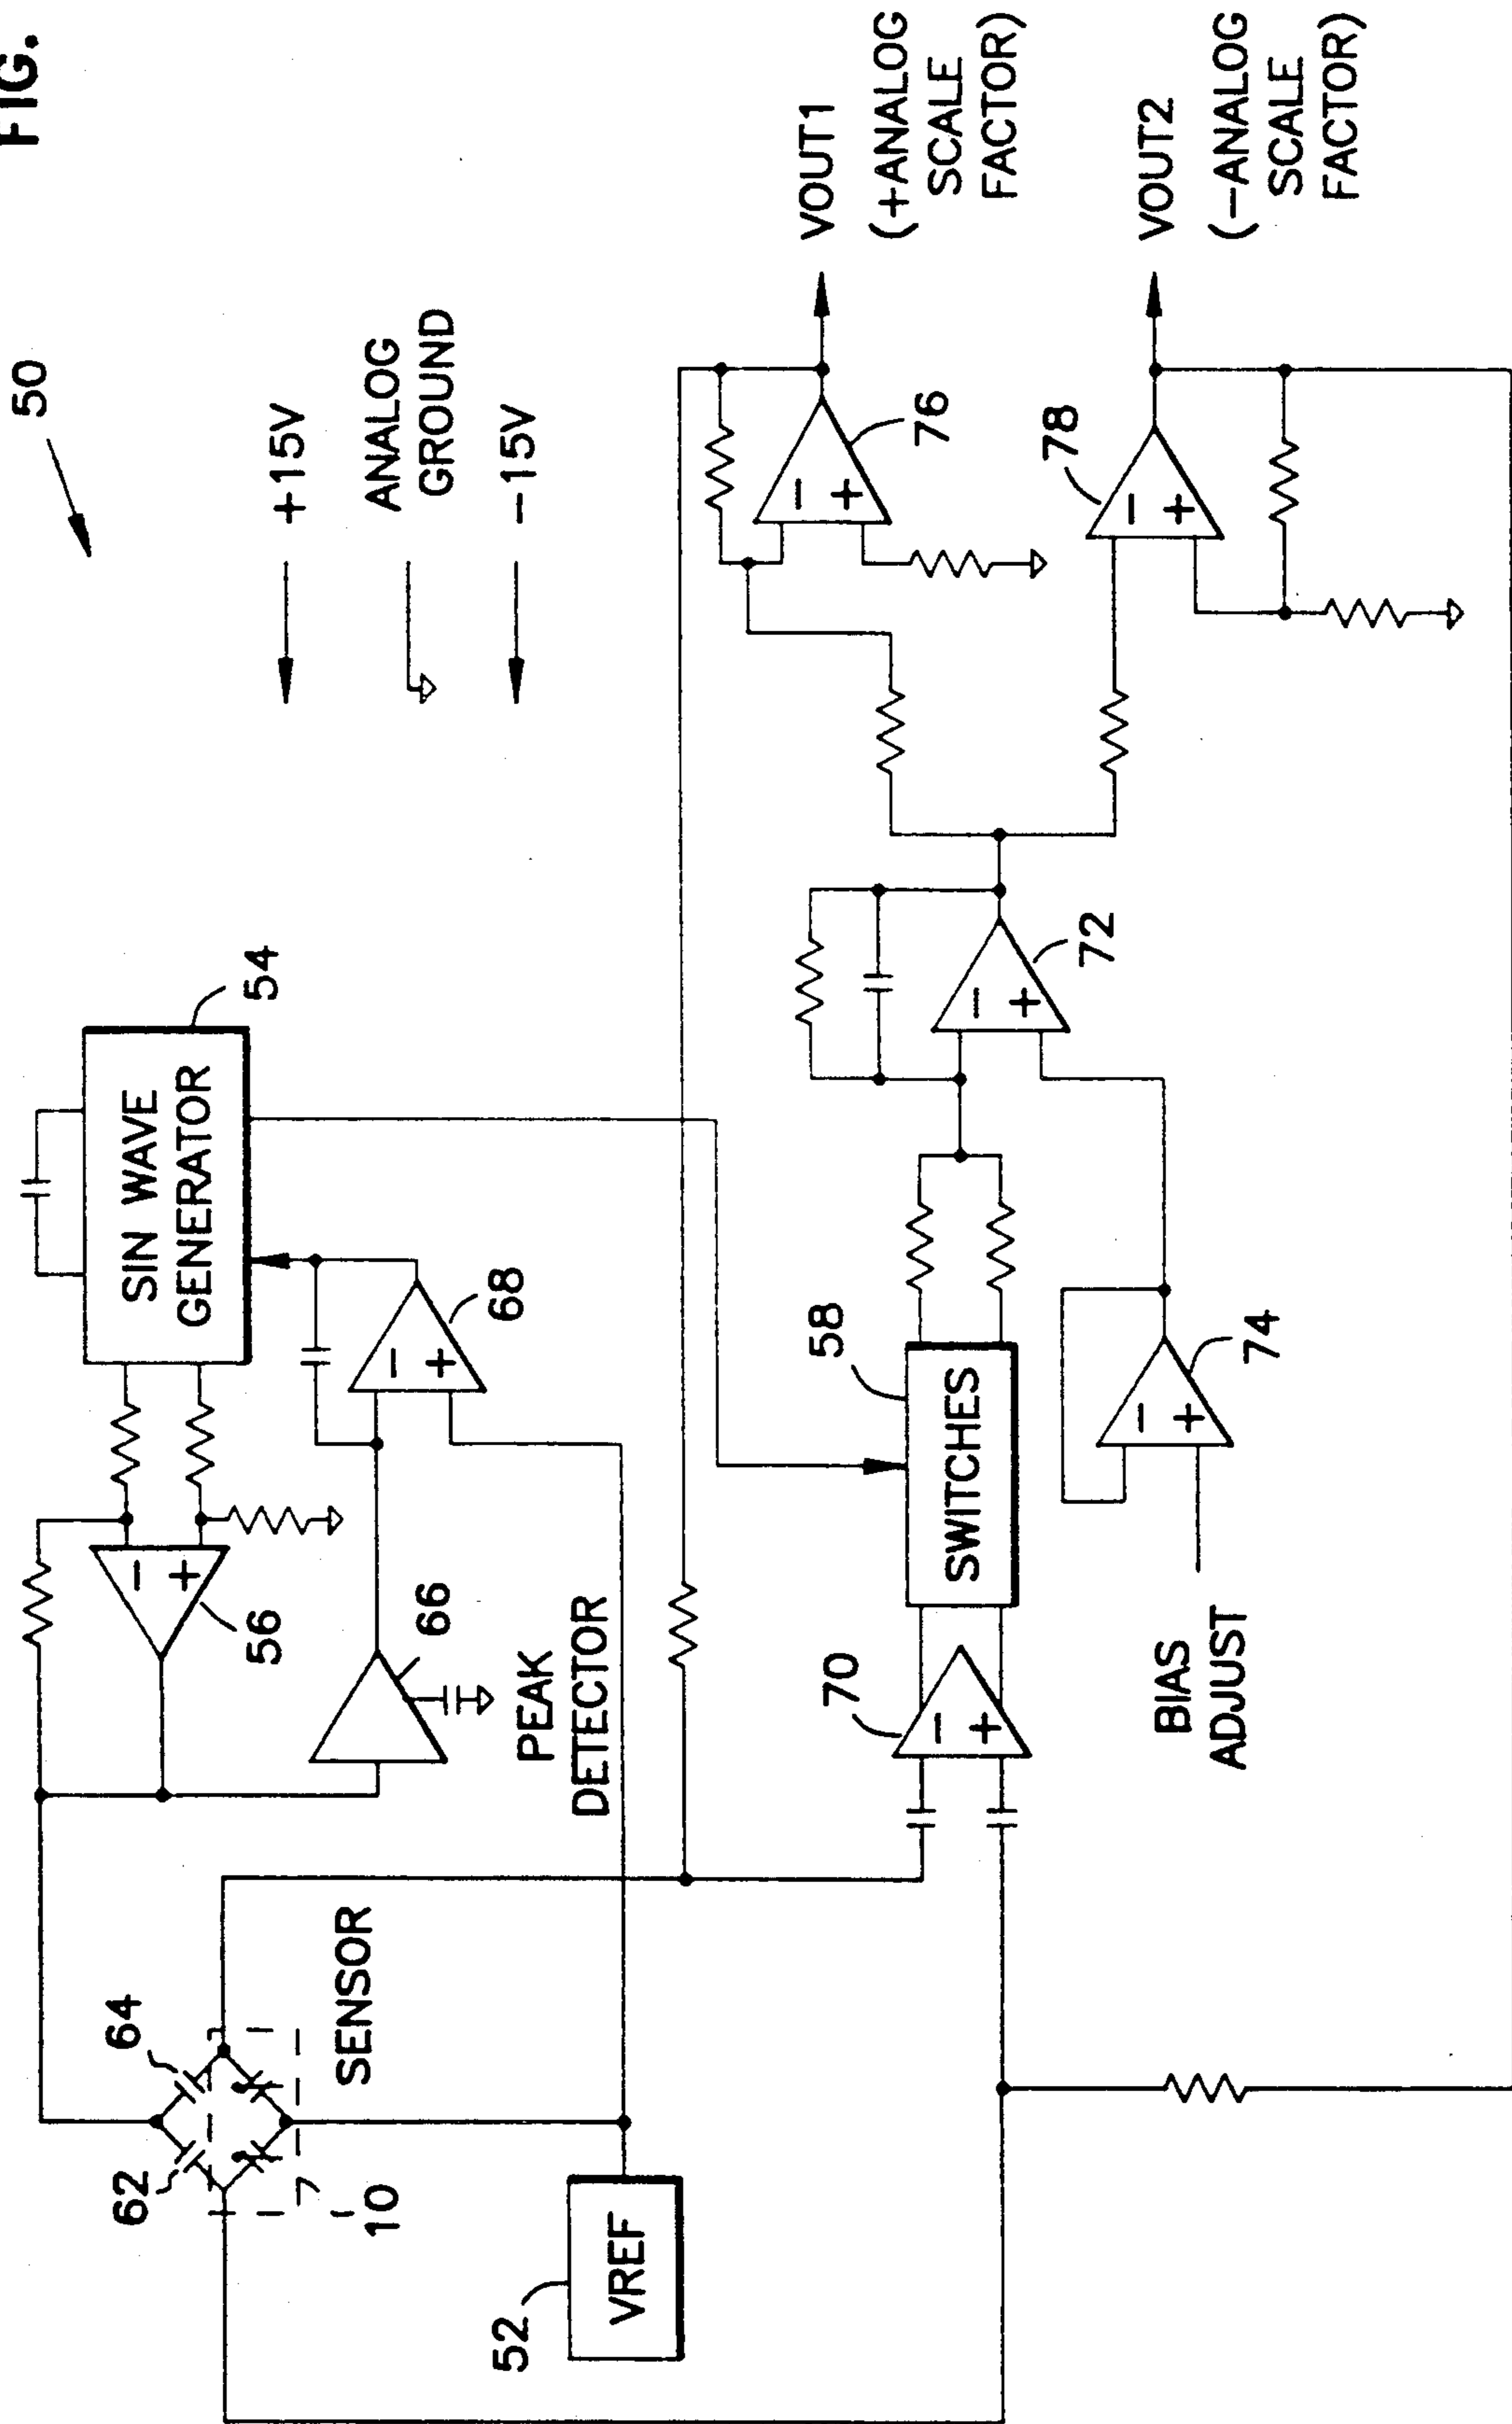 FIG.
50
+15V
ANALOG
GROUND
−15V
54
SIN WAVE
GENERATOR
56
68
66
PEAK
DETECTOR
64
62
SENSOR
10
52
VREF
70
58
SWITCHES
72
74
BIAS
ADJUST
76
78
VOUT1
(+ANALOG
SCALE
FACTOR)
VOUT2
(−ANALOG
SCALE
FACTOR)
− +
− +
− +
− +
− +
− +
− +